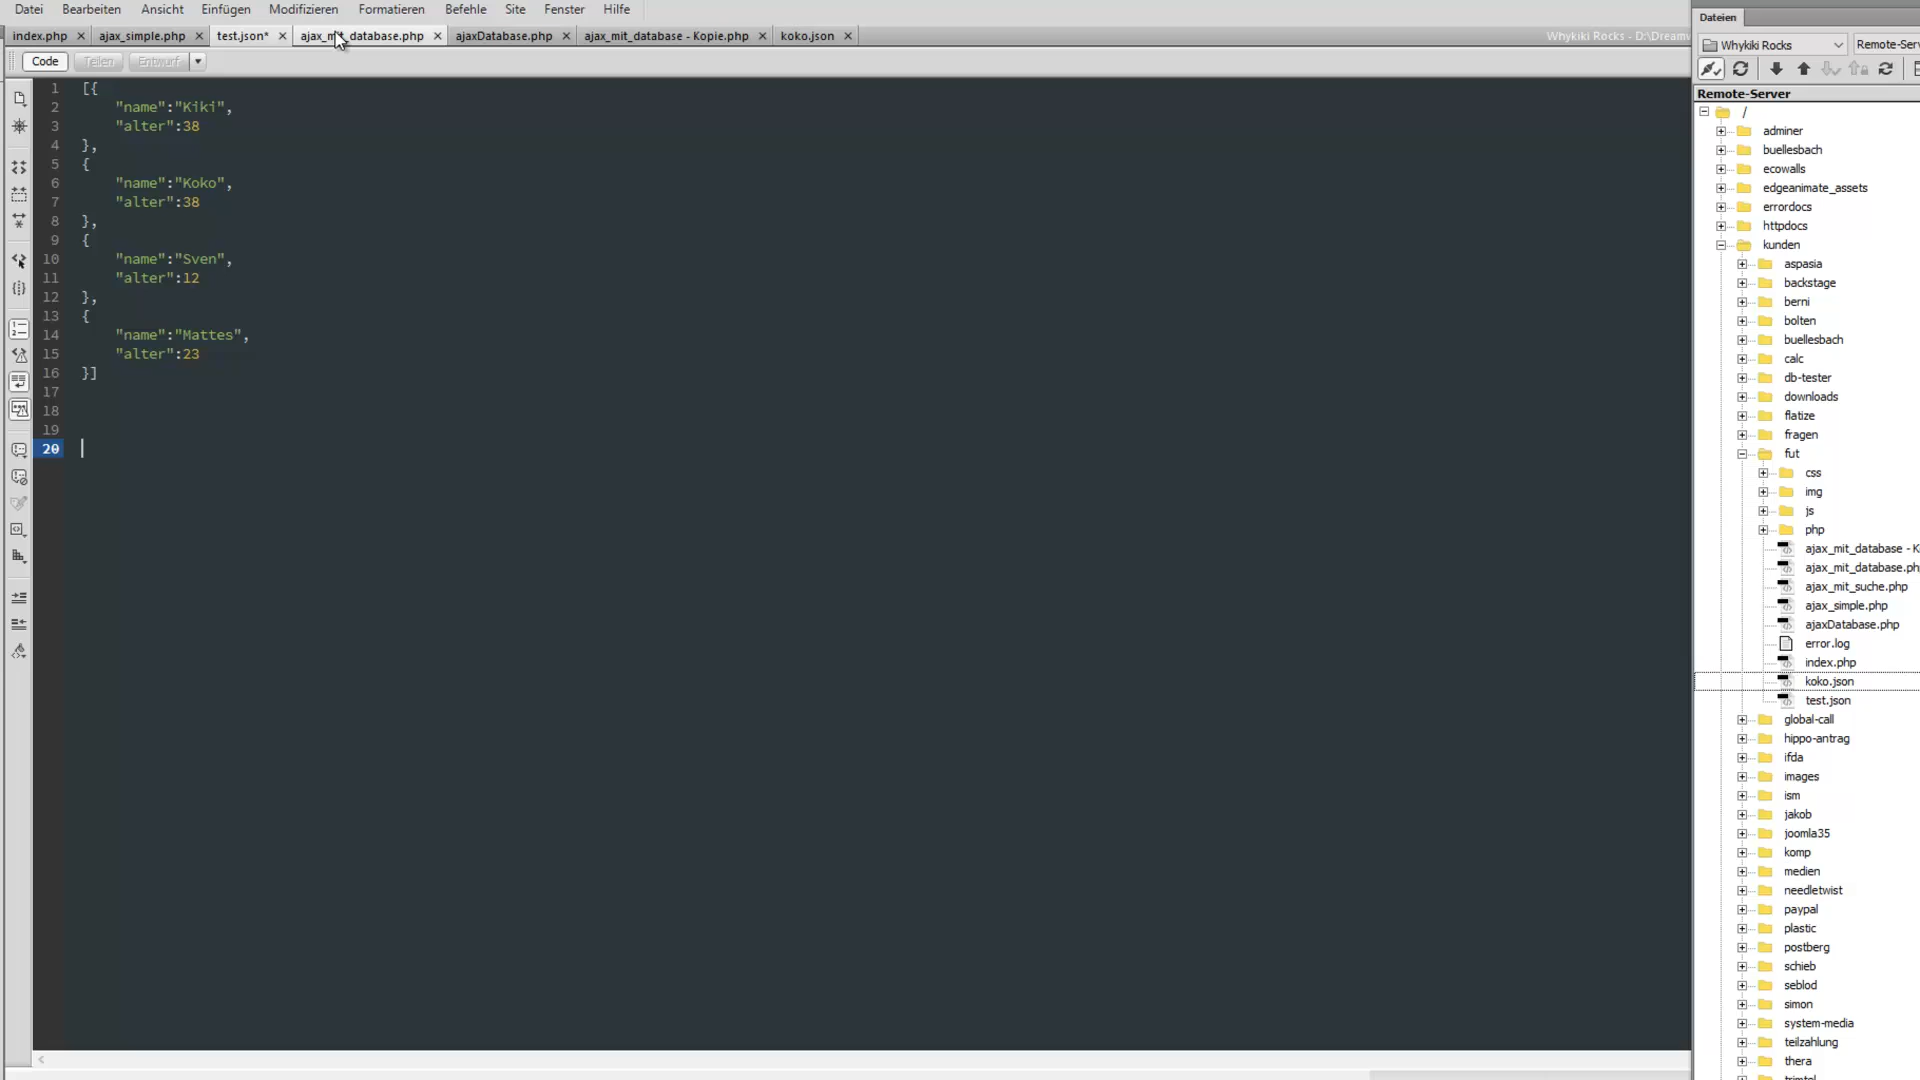 Datei Bearbeiten Ansicht Einfügen Modifizieren Formatieren Befehle Site Fenster Hilfe
index.php ajax_simple.php test.json* ajax_mit_database.php ajaxDatabase.php ajax_mit_database - Kopie.php koko.json Whykiki Rocks - D:\Dreamw
Code Teilen Entwurf
1 [{
2 "name":"Kiki",
3 "alter":38
4 },
5 {
6 "name":"Koko",
7 "alter":38
8 },
9 {
10 "name":"Sven",
11 "alter":12
12 },
13 {
14 "name":"Mattes",
15 "alter":23
16 }]
17
18
19
20
Dateien
Whykiki Rocks Remote-Serv
Remote-Server
/
adminer
buellesbach
ecowalls
edgeanimate_assets
errordocs
httpdocs
kunden
aspasia
backstage
berni
bolten
buellesbach
calc
db-tester
downloads
flatize
fragen
fut
css
img
js
php
ajax_mit_database - K
ajax_mit_database.ph
ajax_mit_suche.php
ajax_simple.php
ajaxDatabase.php
error.log
index.php
koko.json
test.json
global-call
hippo-antrag
ifda
images
ism
jakob
joomla35
komp
medien
needletwist
paypal
plastic
postberg
schieb
seblod
simon
system-media
teilzahlung
thera